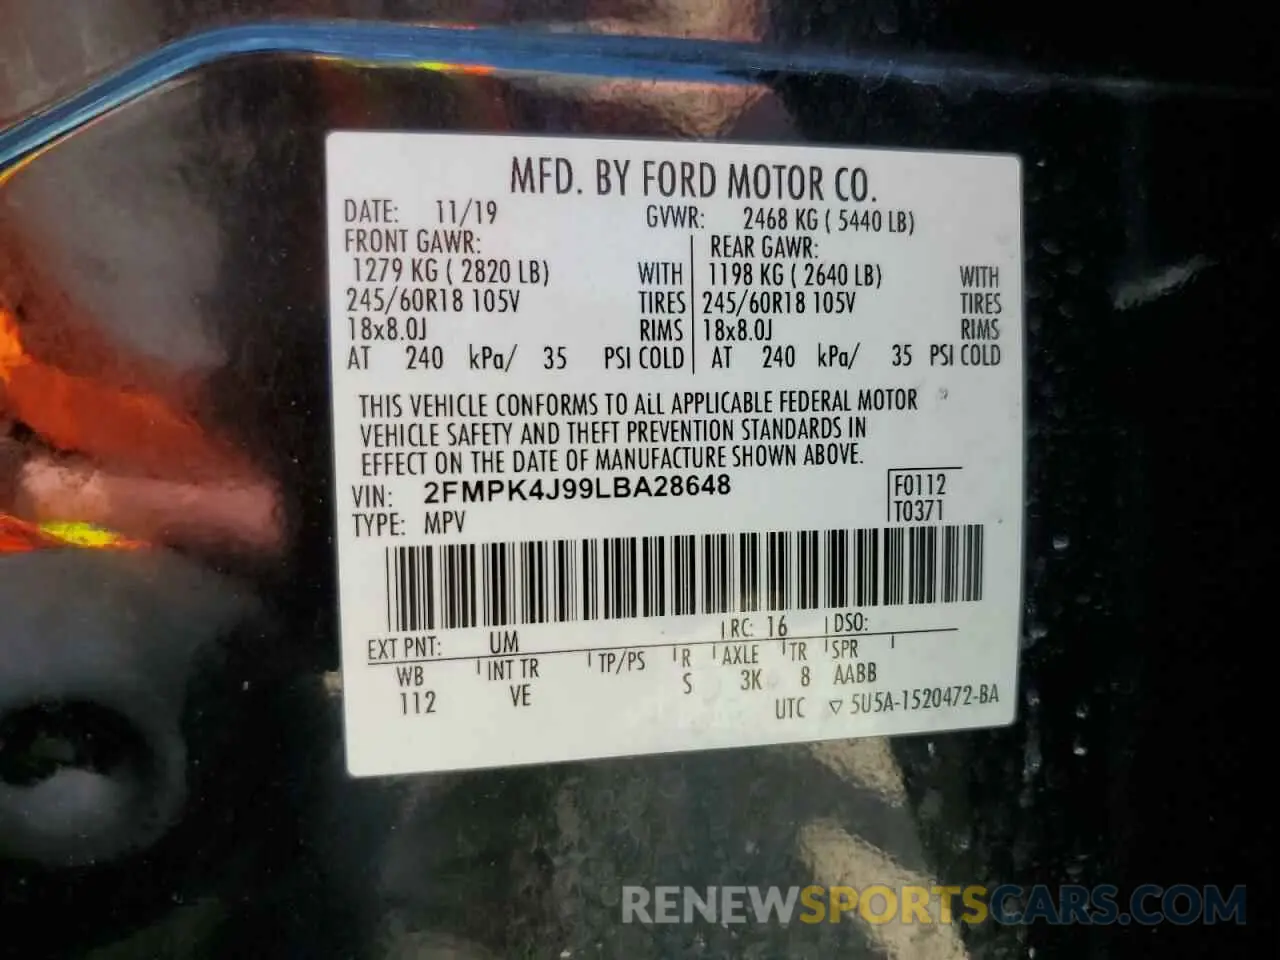 MFD. BY FORD MOTOR CO.
DATE: 11/19 GVWR: 2468 KG ( 5440 LB)
FRONT GAWR: REAR GAWR:
1279 KG ( 2820 LB) WITH 1198 KG ( 2640 LB) WITH
245/60R18 105V TIRES 245/60R18 105V TIRES
18x8.0J RIMS 18x8.0J RIMS
AT 240 kPa/ 35 PSI COLD AT 240 kPa/ 35 PSI COLD
THIS VEHICLE CONFORMS TO ALL APPLICABLE FEDERAL MOTOR
VEHICLE SAFETY AND THEFT PREVENTION STANDARDS IN
EFFECT ON THE DATE OF MANUFACTURE SHOWN ABOVE.
VIN: 2FMPK4J99LBA28648 F0112
TYPE: MPV T0371
EXT PNT: UM RC: 16 DSO:
WB INT TR TP/PS R AXLE TR SPR
112 VE S 3K 8 AABB
UTC ▽ 5U5A-1520472-BA
RENEWSPORTSCARS.COM